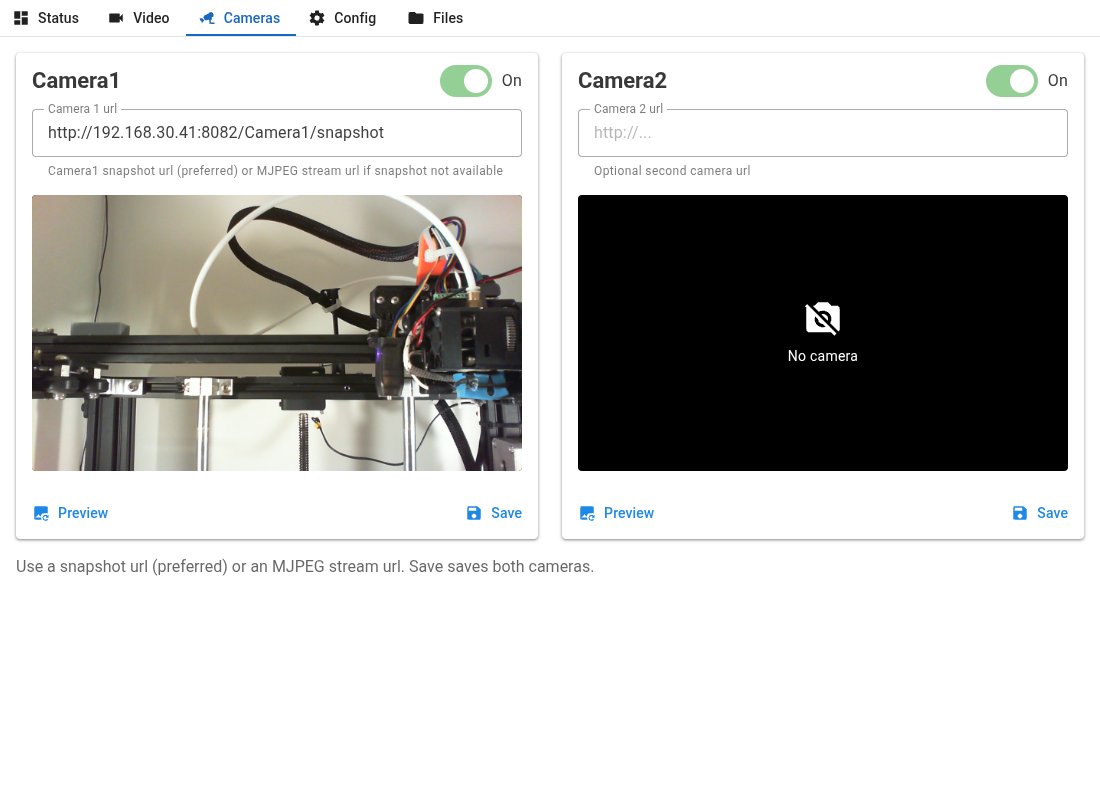 Status Video Cameras Config Files
Camera1 On
Camera 1 url
http://192.168.30.41:8082/Camera1/snapshot
Camera1 snapshot url (preferred) or MJPEG stream url if snapshot not available
Preview Save
Camera2 On
Camera 2 url
http://...
Optional second camera url
No camera
Preview Save
Use a snapshot url (preferred) or an MJPEG stream url. Save saves both cameras.